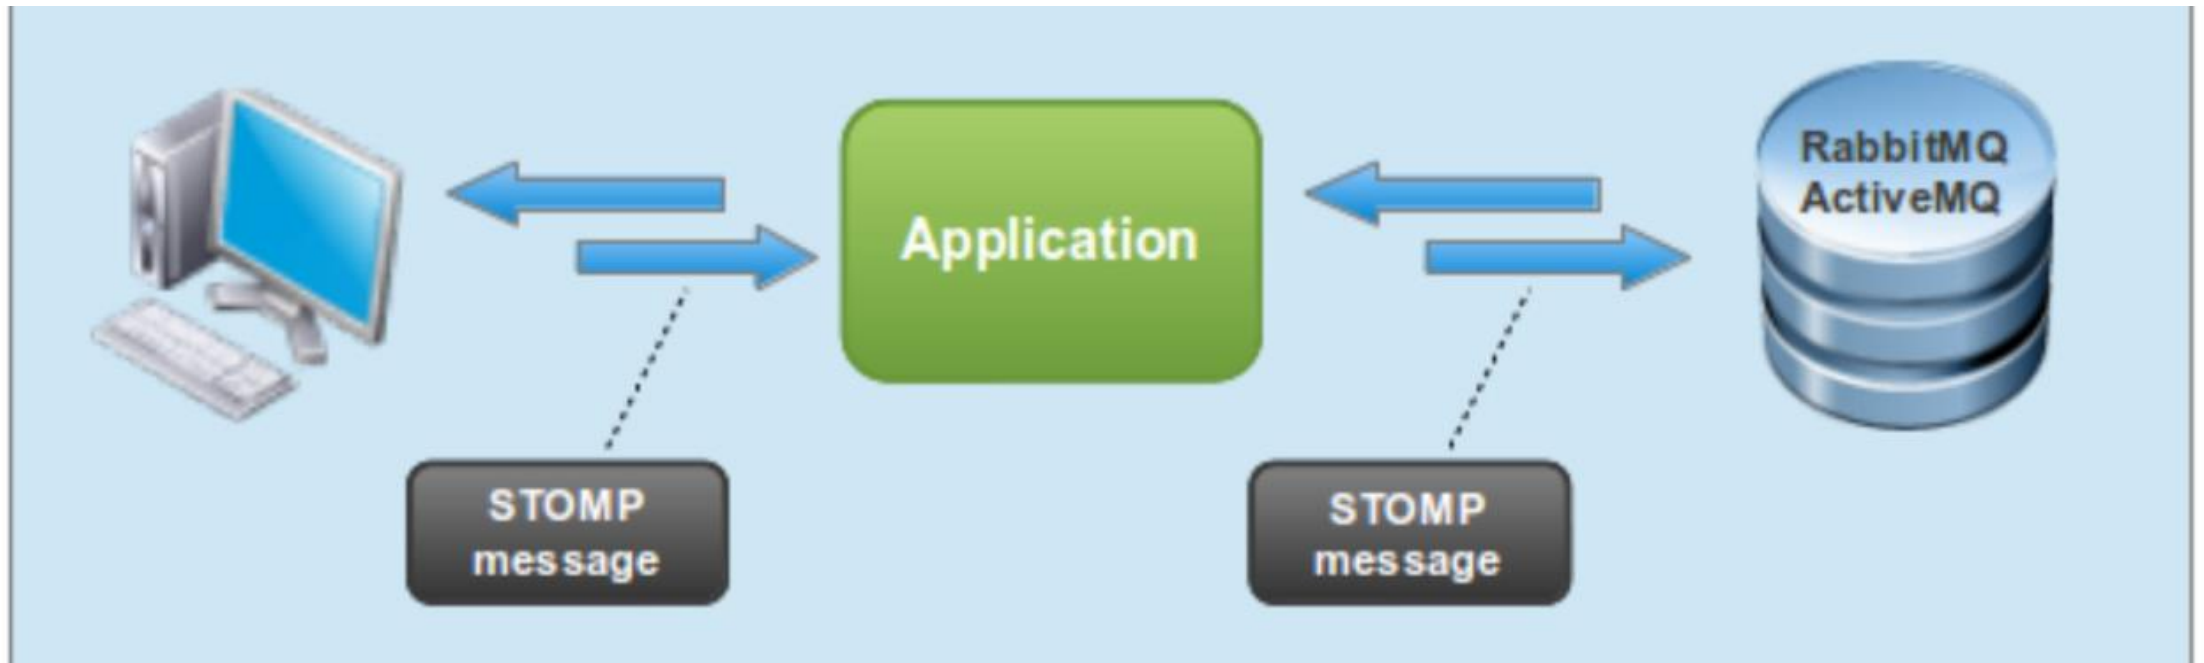 Application
RabbitMQ
ActiveMQ
STOMP
message
STOMP
message